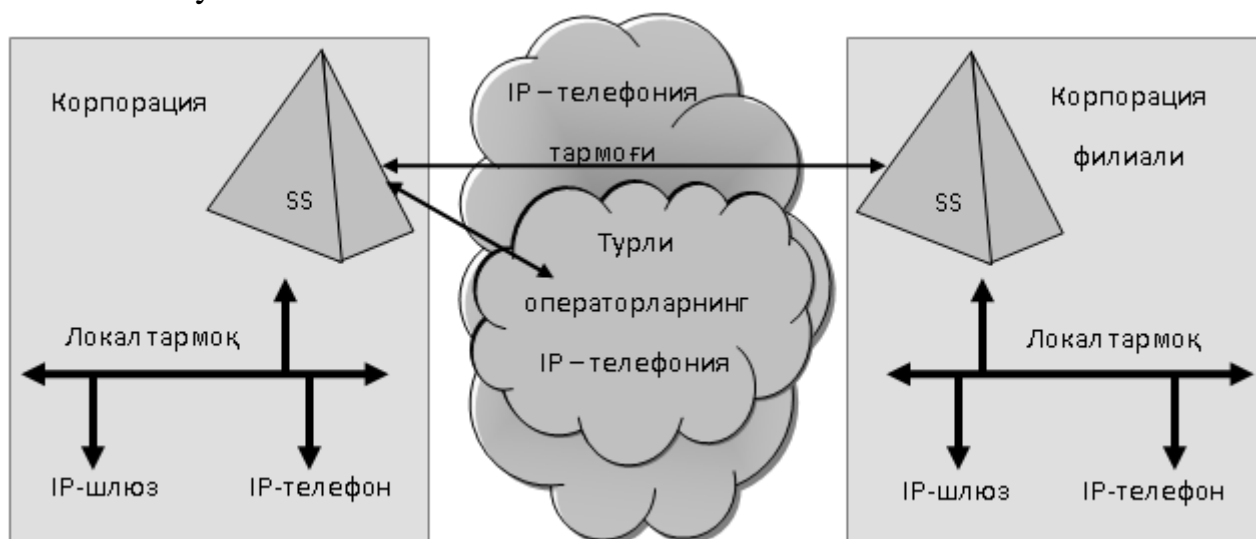 Корпорация
SS
Локал тармоқ
IP-шлюз
IP-телефон
IP – телефония
тармоғи
Турли
операторларнинг
IP – телефония
Корпорация
филиали
SS
Локал тармоқ
IP-шлюз
IP-телефон